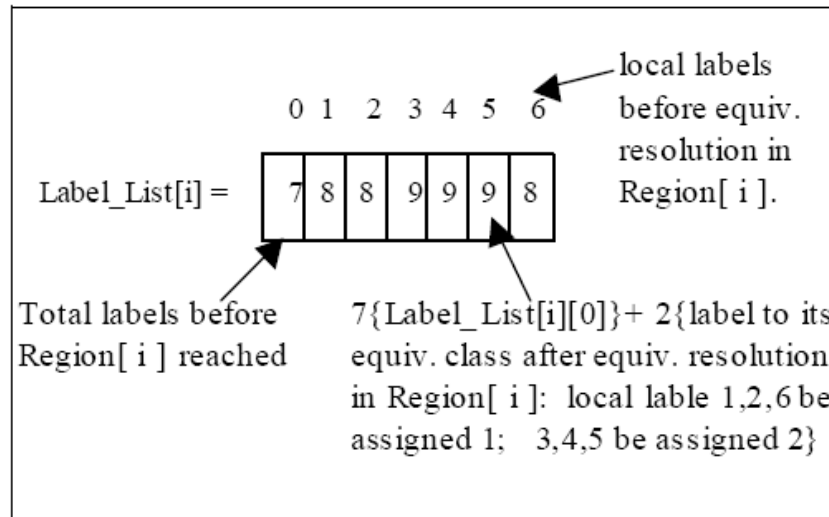 local labels
before equiv.
resolution in
Region[ i ].
0 1 2 3 4 5 6
Label_List[i] = 7 8 8 9 9 9 8
Total labels before
Region[ i ] reached
7{Label_List[i][0]}+ 2{label to its
equiv. class after equiv. resolution
in Region[ i ]: local lable 1,2,6 be
assigned 1; 3,4,5 be assigned 2}